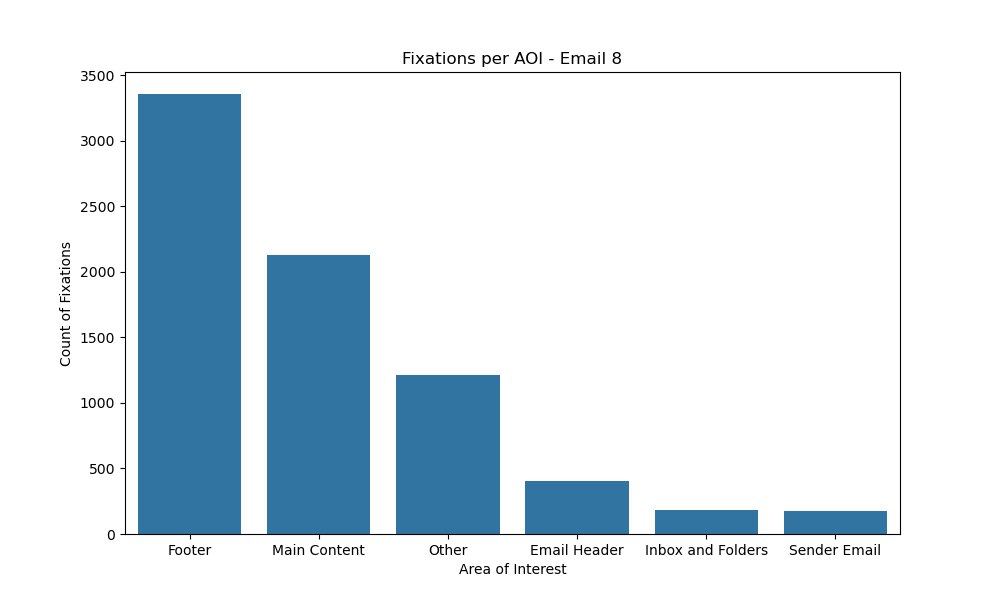 Fixations per AOI - Email 8
3500
3000
2500
2000
1500
1000
500
0
Count of Fixations
Footer
Main Content
Other
Email Header
Inbox and Folders
Sender Email
Area of Interest